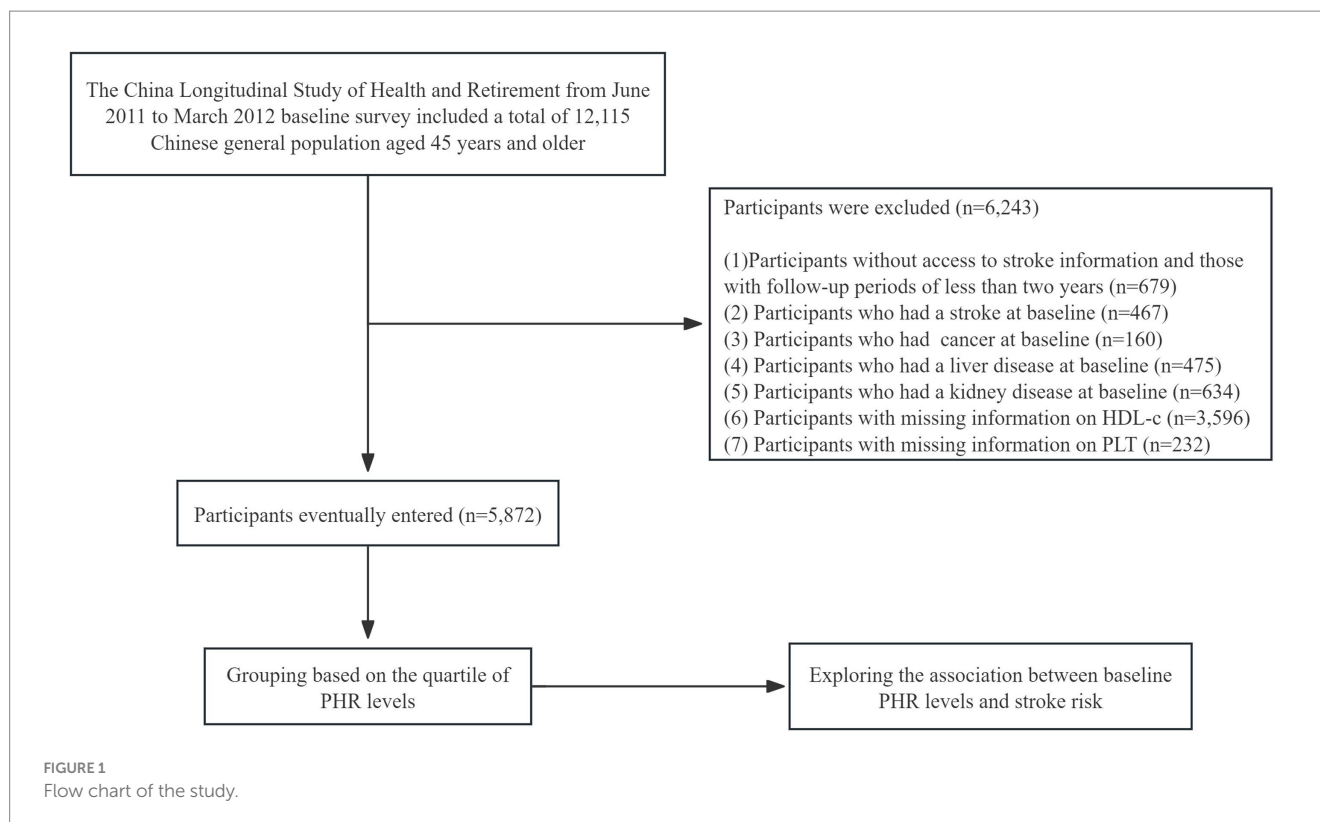 The China Longitudinal Study of Health and Retirement from June
2011 to March 2012 baseline survey included a total of 12,115
Chinese general population aged 45 years and older
Participants were excluded (n=6,243)
(1)Participants without access to stroke information and those
with follow-up periods of less than two years (n=679)
(2) Participants who had a stroke at baseline (n=467)
(3) Participants who had  cancer at baseline (n=160)
(4) Participants who had a liver disease at baseline (n=475)
(5) Participants who had a kidney disease at baseline (n=634)
(6) Participants with missing information on HDL-c (n=3,596)
(7) Participants with missing information on PLT (n=232)
Participants eventually entered (n=5,872)
Grouping based on the quartile of
PHR levels
Exploring the association between baseline
PHR levels and stroke risk
FIGURE 1
Flow chart of the study.